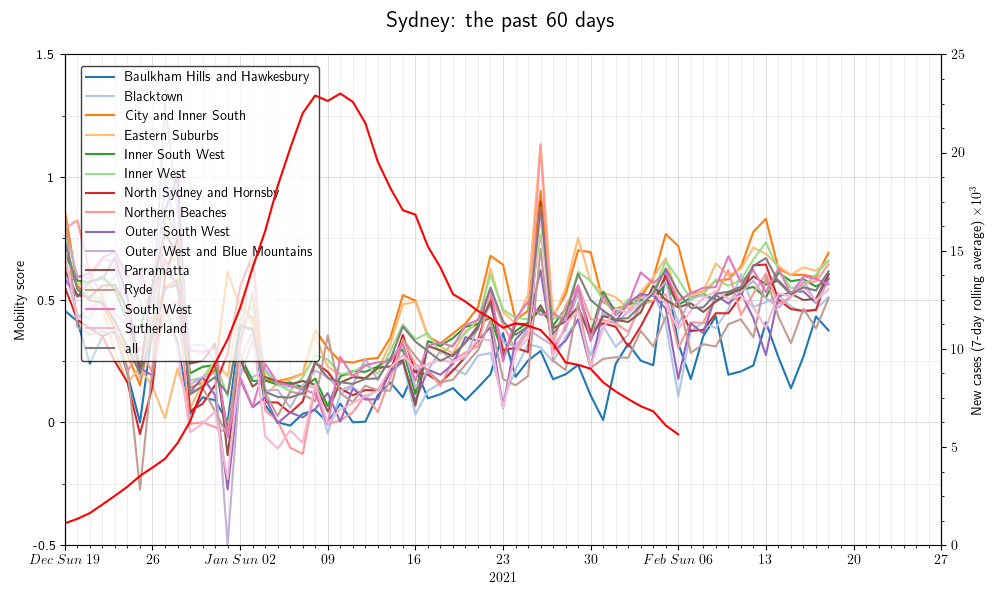 Sydney: the past 60 days
1.5
1
0.5
0
-0.5
Mobility score
Baulkham Hills and Hawkesbury
Blacktown
City and Inner South
Eastern Suburbs
Inner South West
Inner West
North Sydney and Hornsby
Northern Beaches
Outer South West
Outer West and Blue Mountains
Parramatta
Ryde
South West
Sutherland
all
25
20
15
10
5
0
New cases (7-day rolling average) ×10³
Dec Sun 19 26 Jan Sun 02 09 16 23 30 Feb Sun 06 13 20 27
2021